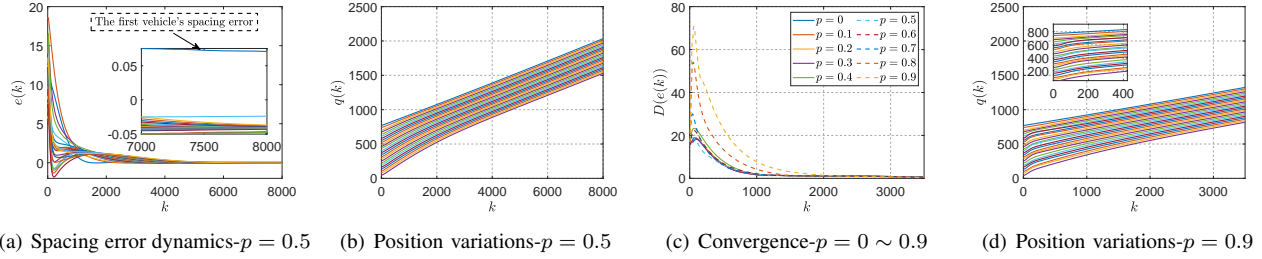 The first vehicle's spacing error
20
15
10
5
0
e(k)
0.05
0
-0.05
7000 7500 8000
0 2000 4000 6000 8000
k
(a) Spacing error dynamics-p = 0.5
2500
2000
1500
1000
500
0
q(k)
0 2000 4000 6000 8000
k
(b) Position variations-p = 0.5
80
60
40
20
0
D(e(k))
p = 0 p = 0.5
p = 0.1 p = 0.6
p = 0.2 p = 0.7
p = 0.3 p = 0.8
p = 0.4 p = 0.9
0 1000 2000 3000
k
(c) Convergence-p = 0 ∼ 0.9
2500
2000
1500
1000
500
0
q(k)
800
600
400
200
0 200 400
0 1000 2000 3000
k
(d) Position variations-p = 0.9